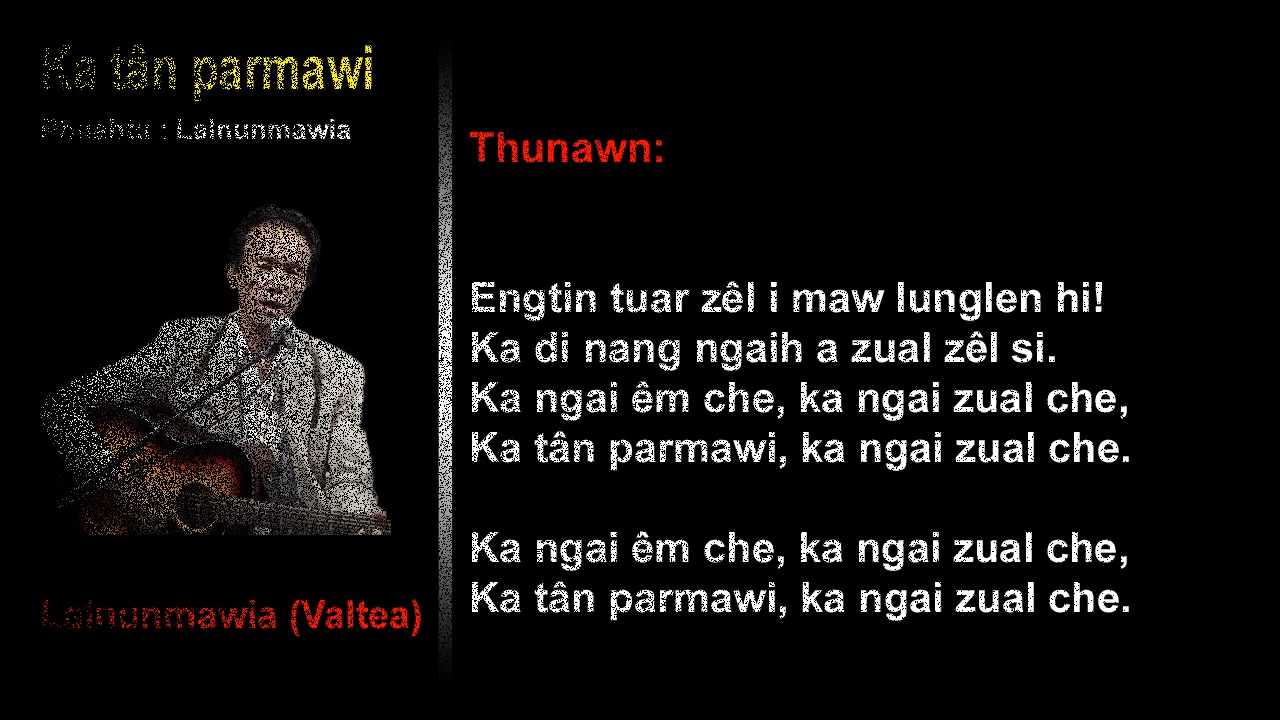 Ka tân parmawi
Phuahtu : Lalnunmawia
Lalnunmawia (Valtea)
Thunawn:
Engtin tuar zêl i maw lunglen hi!
Ka di nang ngaih a zual zêl si.
Ka ngai êm che, ka ngai zual che,
Ka tân parmawi, ka ngai zual che.
Ka ngai êm che, ka ngai zual che,
Ka tân parmawi, ka ngai zual che.